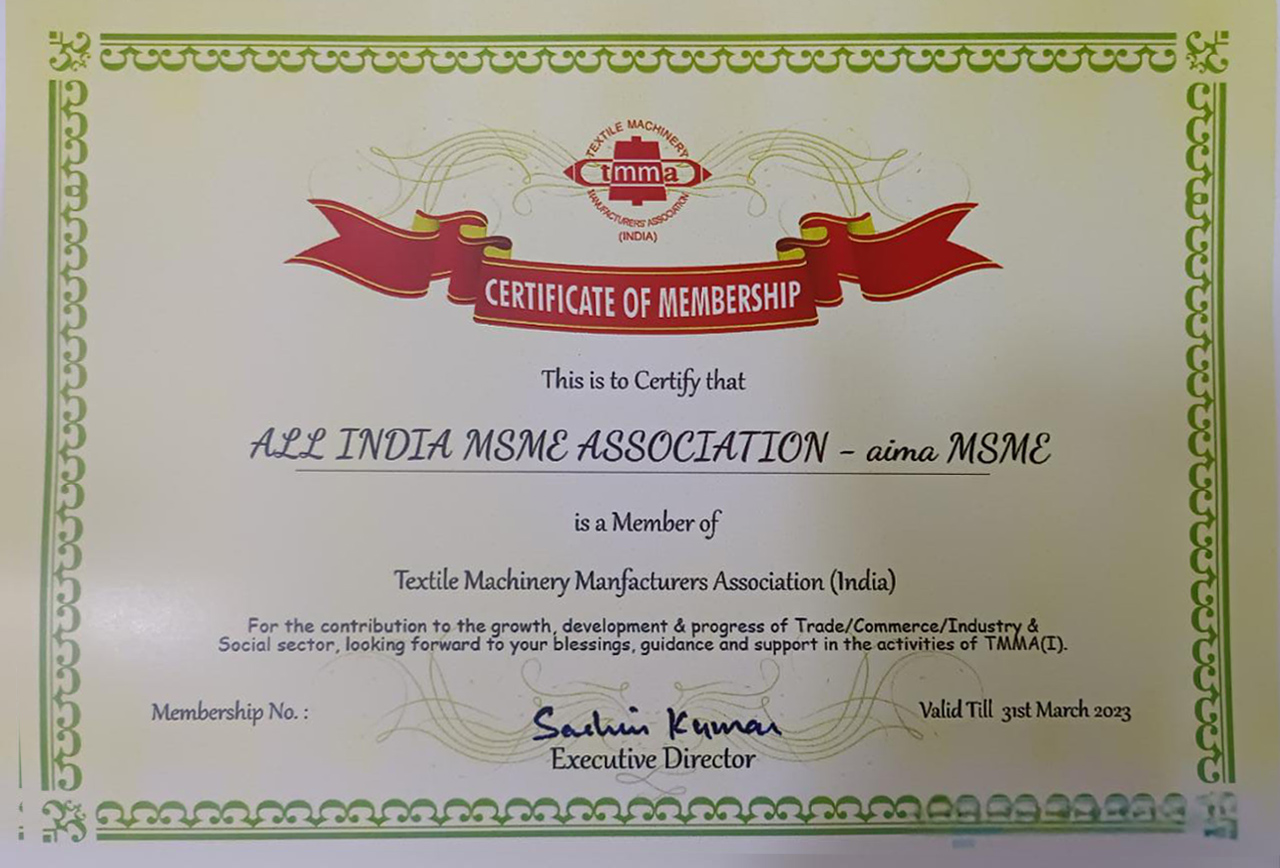 TEXTILE MACHINERY
tmma
MANUFACTURERS' ASSOCIATION
(INDIA)
CERTIFICATE OF MEMBERSHIP
This is to Certify that
ALL INDIA MSME ASSOCIATION - aima MSME
is a Member of
Textile Machinery Manfacturers Association (India)
For the contribution to the growth, development & progress of Trade/Commerce/Industry &
Social sector, looking forward to your blessings, guidance and support in the activities of TMMA(I).
Membership No. :
Valid Till 31st March 2023
Sachin Kumar
Executive Director